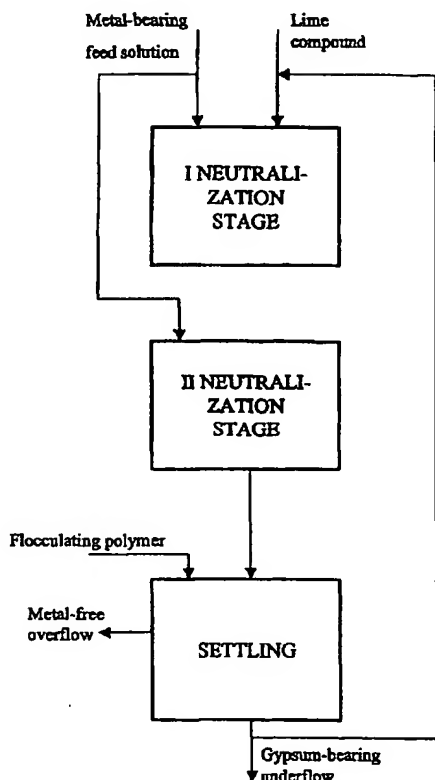 Metal-bearing
feed solution
Lime
compound
I NEUTRALI-
ZATION
STAGE
II NEUTRALI-
ZATION
STAGE
Flocculating polymer
Metal-free
overflow
SETTLING
Gypsum-bearing
underflow